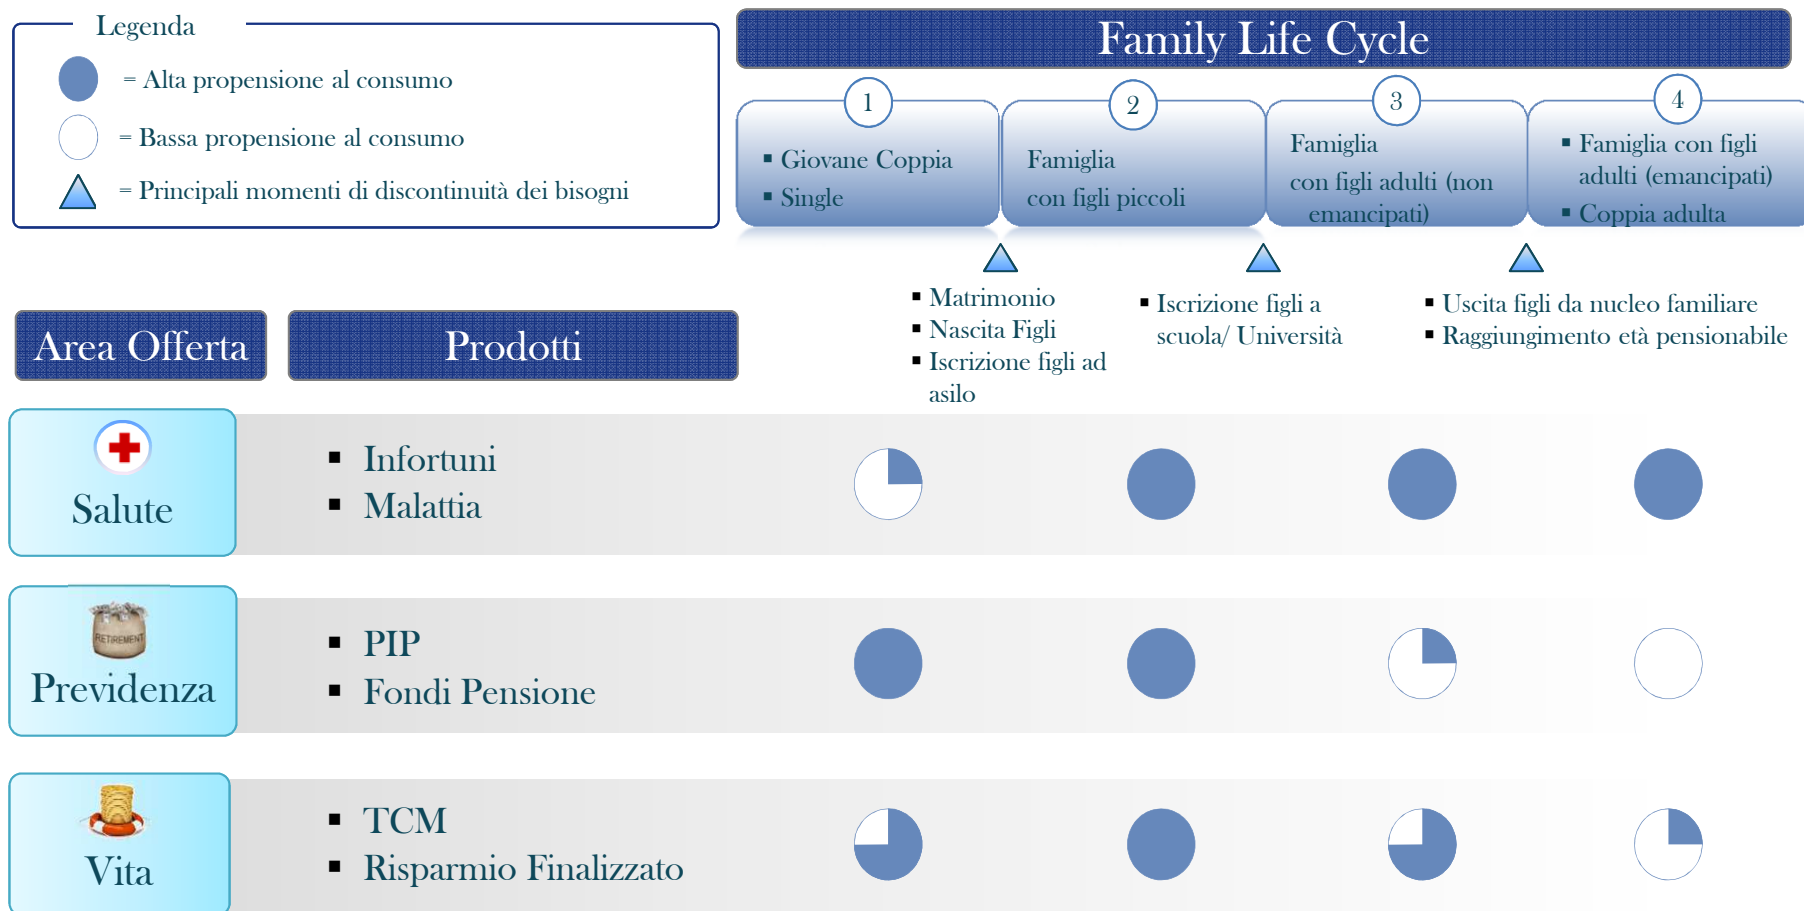 Legenda
= Alta propensione al consumo
= Bassa propensione al consumo
= Principali momenti di discontinuità dei bisogni
Family Life Cycle
1
▪ Giovane Coppia
▪ Single
2
Famiglia
con figli piccoli
3
Famiglia
con figli adulti (non
emancipati)
4
▪ Famiglia con figli
adulti (emancipati)
▪ Coppia adulta
▪ Matrimonio
▪ Nascita Figli
▪ Iscrizione figli ad
asilo
▪ Iscrizione figli a
scuola/ Università
▪ Uscita figli da nucleo familiare
▪ Raggiungimento età pensionabile
Area Offerta
Prodotti
Salute
▪ Infortuni
▪ Malattia
RETIREMENT
Previdenza
▪ PIP
▪ Fondi Pensione
Vita
▪ TCM
▪ Risparmio Finalizzato